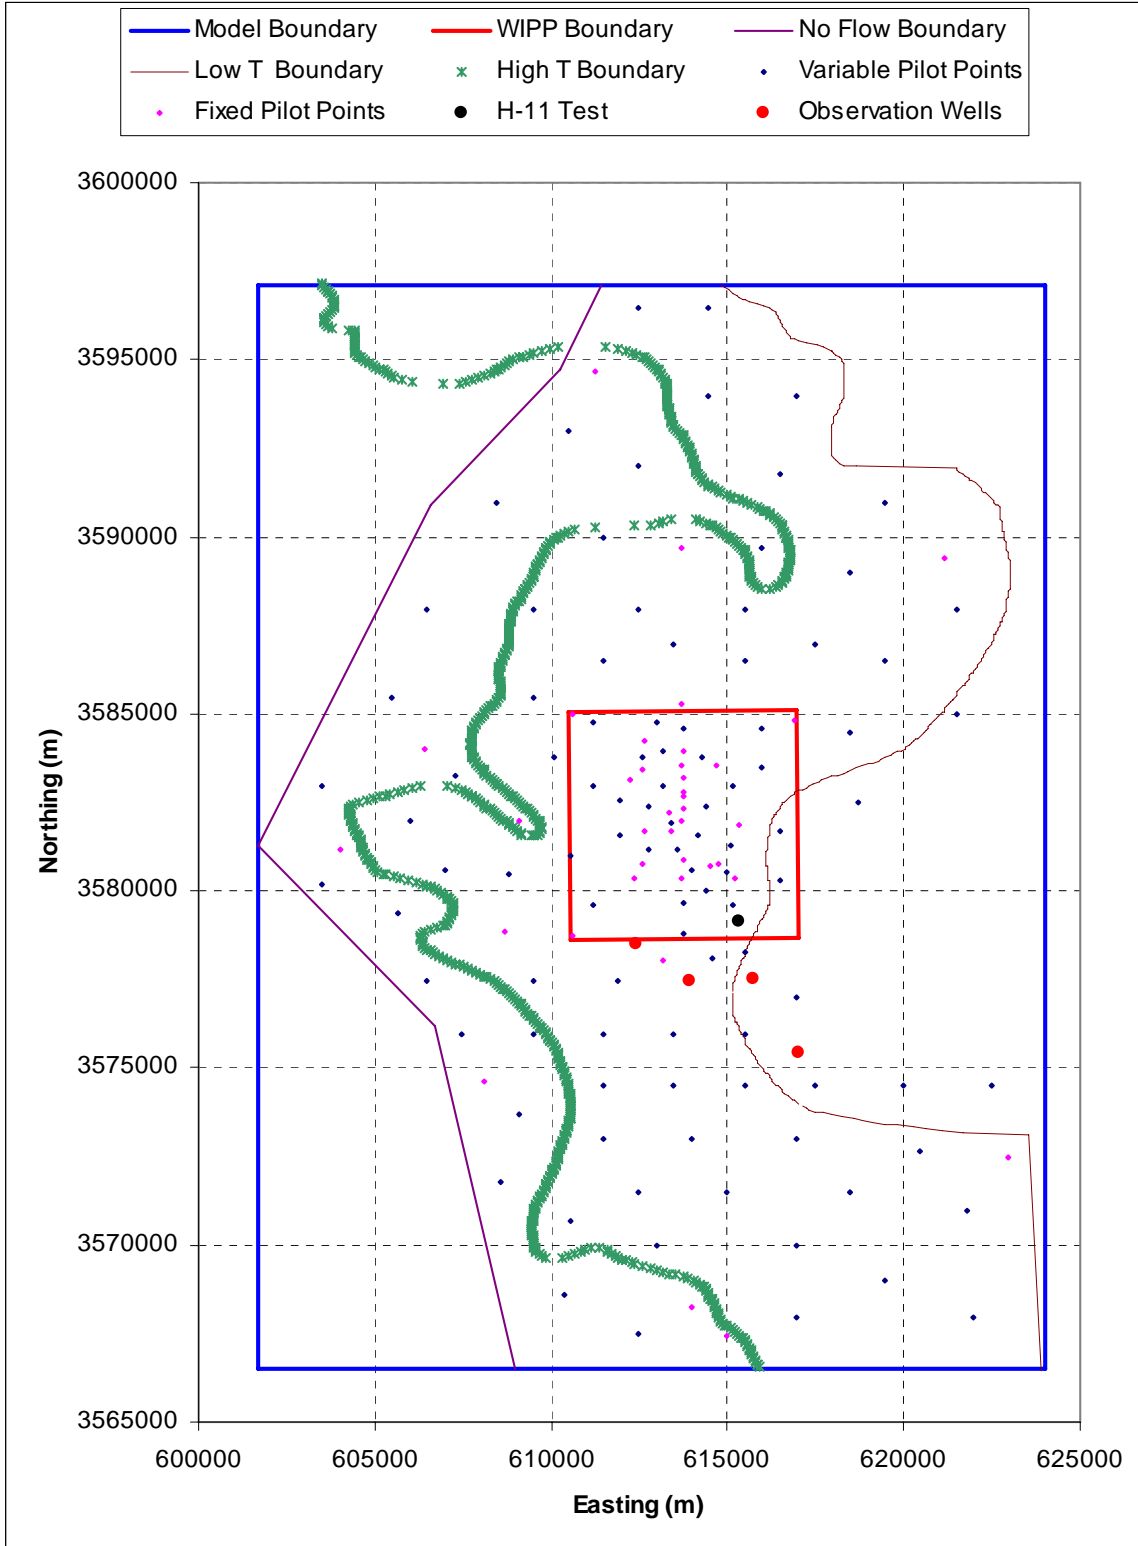 Model Boundary WIPP Boundary No Flow Boundary
Low T Boundary High T Boundary Variable Pilot Points
Fixed Pilot Points H-11 Test Observation Wells
3600000
3595000
3590000
3585000
3580000
3575000
3570000
3565000
Northing (m)
600000 605000 610000 615000 620000 625000
Easting (m)